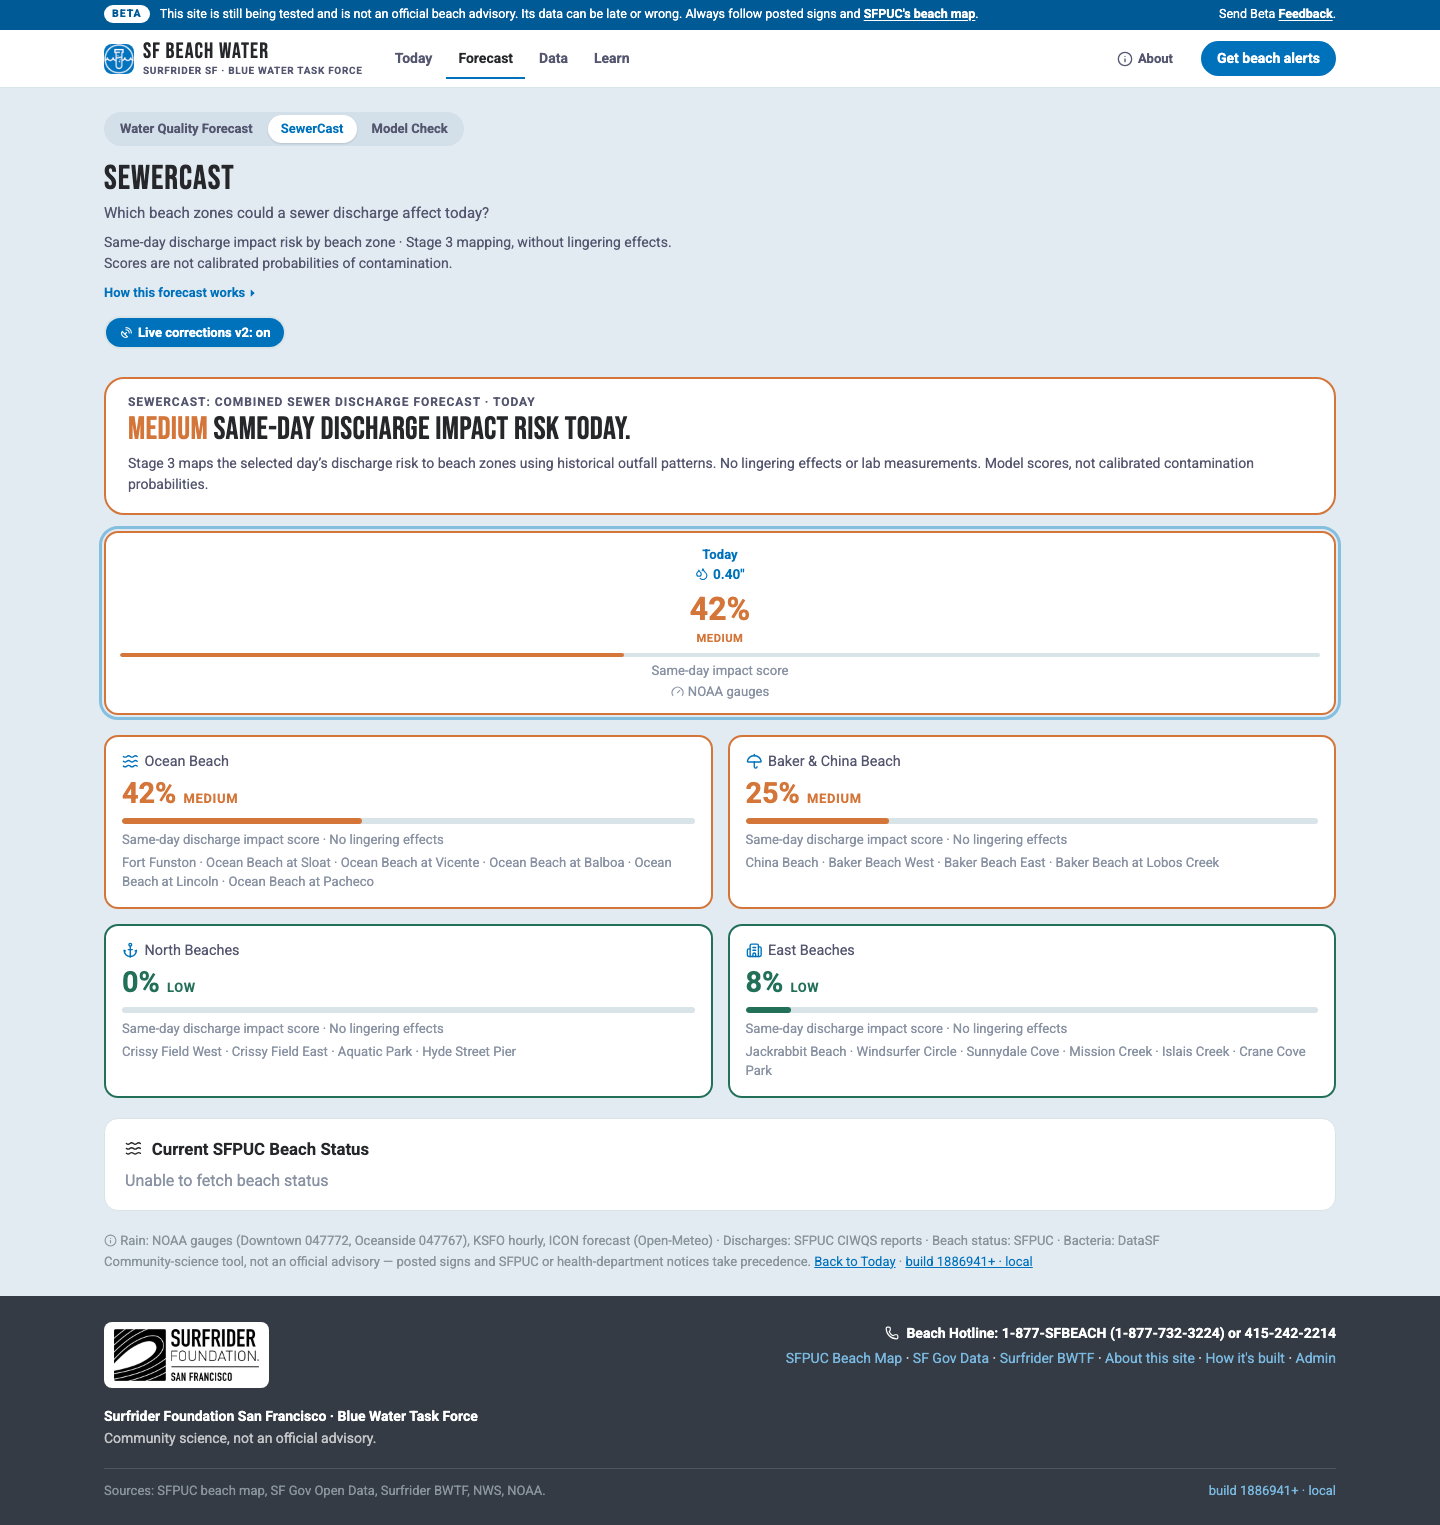 BETA This site is still being tested and is not an official beach advisory. Its data can be late or wrong. Always follow posted signs and SFPUC's beach map.
Send Beta Feedback.
SF BEACH WATER
SURFRIDER SF · BLUE WATER TASK FORCE
Today
Forecast
Data
Learn
About
Get beach alerts
Water Quality Forecast
SewerCast
Model Check
SEWERCAST
Which beach zones could a sewer discharge affect today?
Same-day discharge impact risk by beach zone · Stage 3 mapping, without lingering effects.
Scores are not calibrated probabilities of contamination.
How this forecast works
Live corrections v2: on
SEWERCAST: COMBINED SEWER DISCHARGE FORECAST · TODAY
MEDIUM SAME-DAY DISCHARGE IMPACT RISK TODAY.
Stage 3 maps the selected day's discharge risk to beach zones using historical outfall patterns. No lingering effects or lab measurements. Model scores, not calibrated contamination
probabilities.
Today
0.40"
42%
MEDIUM
Same-day impact score
NOAA gauges
Ocean Beach
42% MEDIUM
Same-day discharge impact score · No lingering effects
Fort Funston · Ocean Beach at Sloat · Ocean Beach at Vicente · Ocean Beach at Balboa · Ocean
Beach at Lincoln · Ocean Beach at Pacheco
Baker & China Beach
25% MEDIUM
Same-day discharge impact score · No lingering effects
China Beach · Baker Beach West · Baker Beach East · Baker Beach at Lobos Creek
North Beaches
0% LOW
Same-day discharge impact score · No lingering effects
Crissy Field West · Crissy Field East · Aquatic Park · Hyde Street Pier
East Beaches
8% LOW
Same-day discharge impact score · No lingering effects
Jackrabbit Beach · Windsurfer Circle · Sunnydale Cove · Mission Creek · Islais Creek · Crane Cove
Park
Current SFPUC Beach Status
Unable to fetch beach status
Rain: NOAA gauges (Downtown 047772, Oceanside 047767), KSFO hourly, ICON forecast (Open-Meteo) · Discharges: SFPUC CIWQS reports · Beach status: SFPUC · Bacteria: DataSF
Community-science tool, not an official advisory — posted signs and SFPUC or health-department notices take precedence. Back to Today · build 1886941+ · local
SURFRIDER
FOUNDATION.
SAN FRANCISCO
Beach Hotline: 1-877-SFBEACH (1-877-732-3224) or 415-242-2214
SFPUC Beach Map · SF Gov Data · Surfrider BWTF · About this site · How it's built · Admin
Surfrider Foundation San Francisco · Blue Water Task Force
Community science, not an official advisory.
Sources: SFPUC beach map, SF Gov Open Data, Surfrider BWTF, NWS, NOAA.
build 1886941+ · local